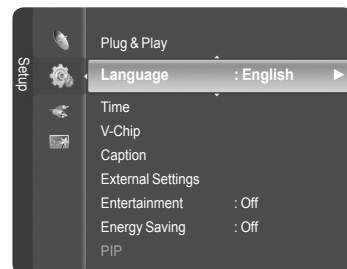 Setup
Plug & Play
Language : English
Time
V-Chip
Caption
External Settings
Entertainment : Off
Energy Saving : Off
PIP